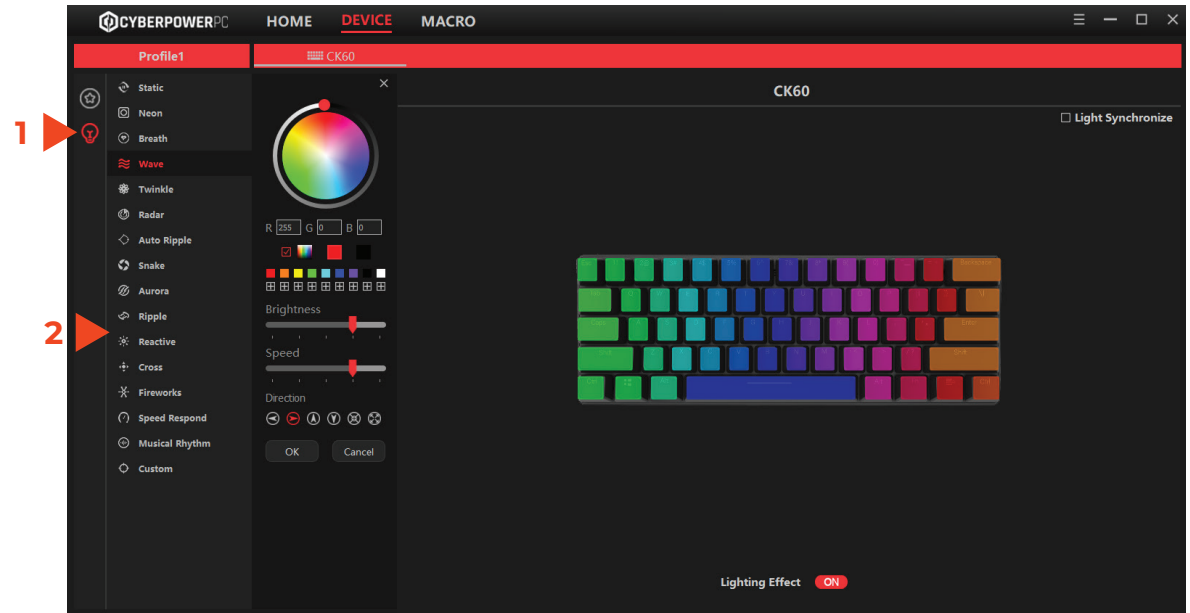 CYBERPOWERPC HOME DEVICE MACRO
Profile1 CK60
1
2
Static
Neon
Breath
Wave
Twinkle
Radar
Auto Ripple
Snake
Aurora
Ripple
Reactive
Cross
Fireworks
Speed Respond
Musical Rhythm
Custom
R 255 G 0 B 0
Brightness
Speed
Direction
OK Cancel
CK60
Light Synchronize
Lighting Effect ON